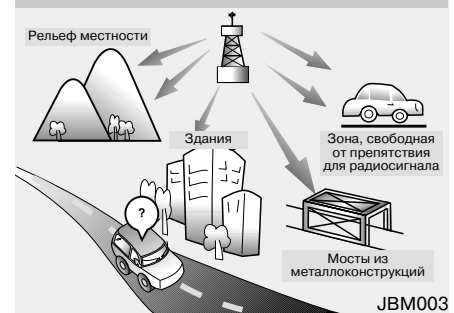 Рельеф местности
Здания
Зона, свободная
от препятствия
для радиосигнала
?
Мосты из
металлоконструкций
JBM003